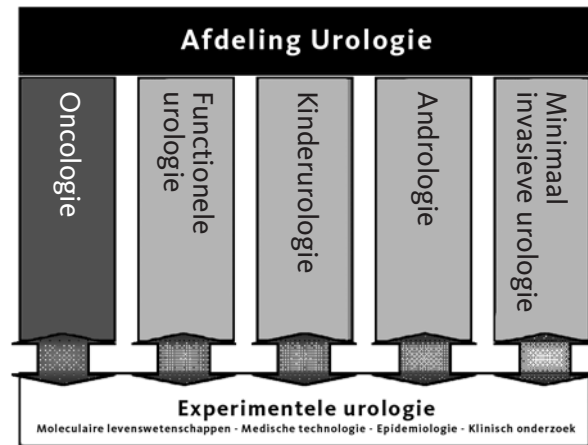 Afdeling Urologie
Oncologie
Functionele
urologie
Kinderurologie
Andrologie
Minimaal
invasieve urologie
Experimentele urologie
Moleculaire levenswetenschappen - Medische technologie - Epidemiologie - Klinisch onderzoek